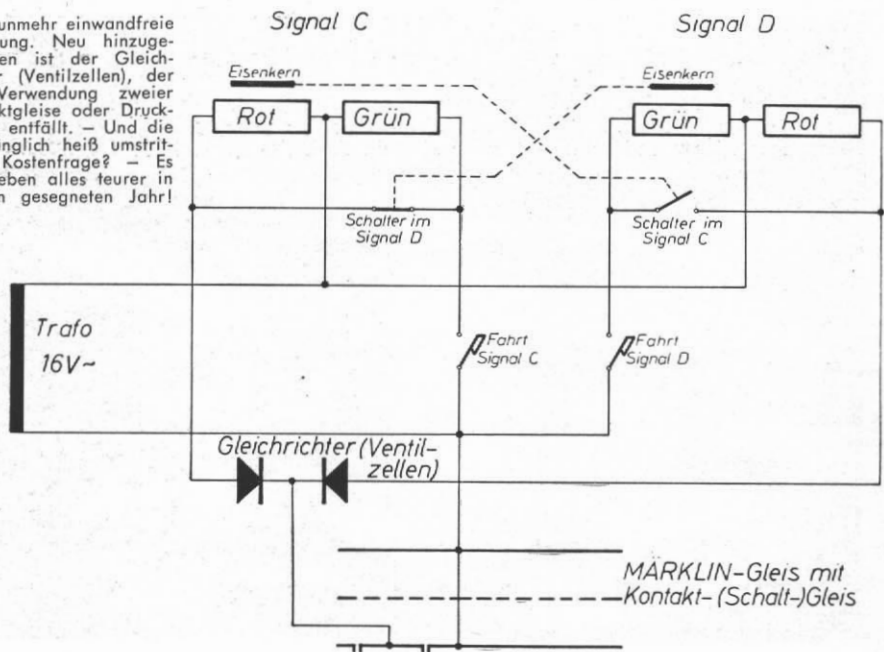 unmehr einwandfreie
ung. Neu hinzuge-
en ist der Gleich-
r (Ventilzellen), der
Verwendung zweier
ktgleise oder Druck-
entfällt. – Und die
nglich heiß umstrit-
Kostenfrage? – Es
eben alles teurer in
n gesegneten Jahr!
Signal C
Signal D
Eisenkern
Eisenkern
Rot
Grün
Grün
Rot
Schalter im
Signal D
Schalter im
Signal C
Trafo
16V~
Fahrt
Signal C
Fahrt
Signal D
Gleichrichter (Ventil-
zellen)
MÄRKLIN-Gleis mit
Kontakt- (Schalt-)Gleis